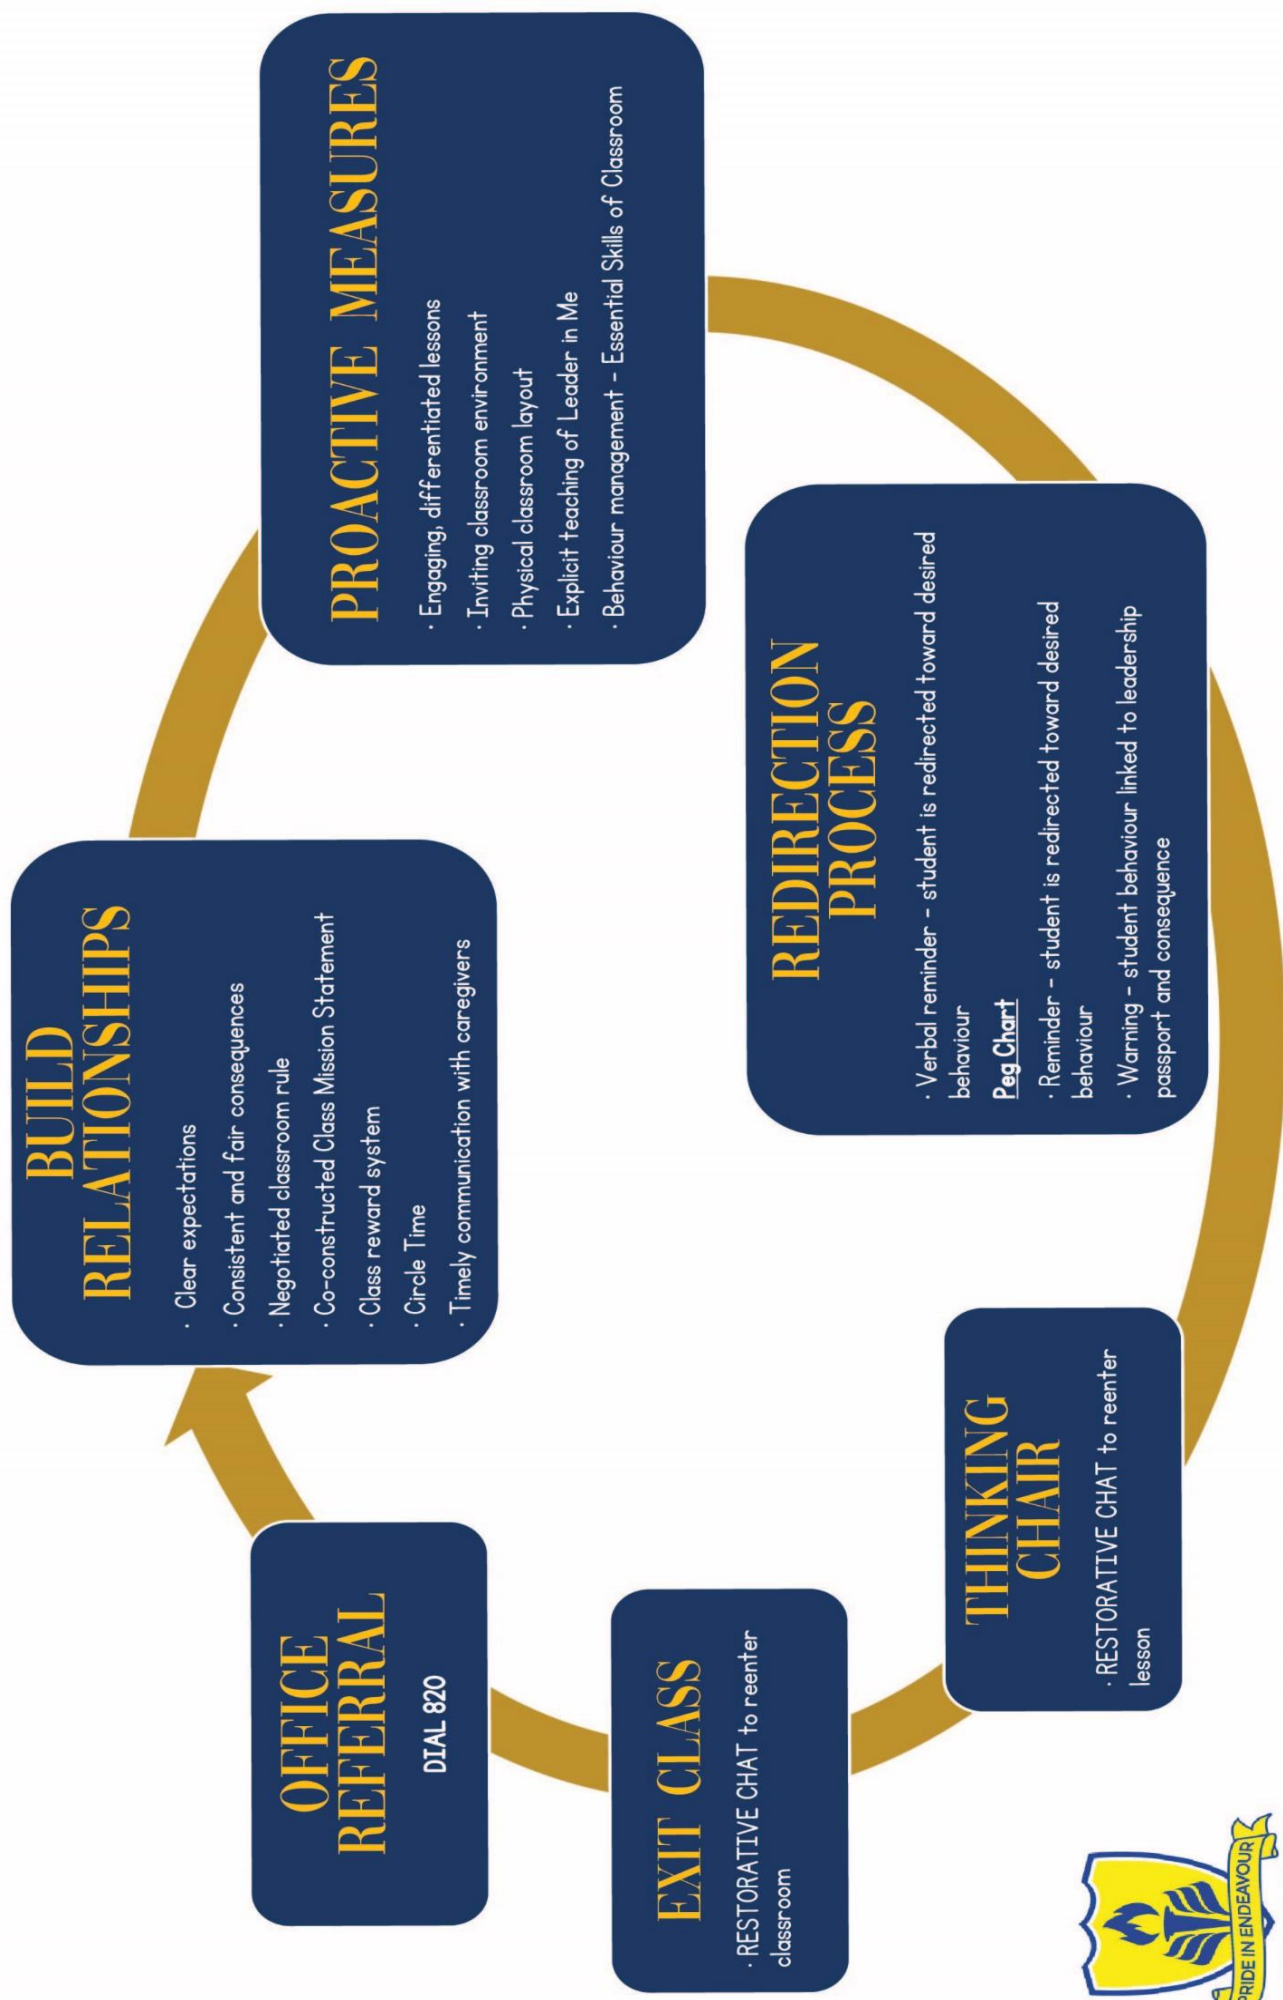 BUILD
RELATIONSHIPS
· Clear expectations
· Consistent and fair consequences
· Negotiated classroom rule
· Co-constructed Class Mission Statement
· Class reward system
· Circle Time
· Timely communication with caregivers
PROACTIVE MEASURES
· Engaging, differentiated lessons
· Inviting classroom environment
· Physical classroom layout
· Explicit teaching of Leader in Me
· Behaviour management – Essential Skills of Classroom
REDIRECTION
PROCESS
· Verbal reminder – student is redirected toward desired
behaviour
Peg Chart
· Reminder – student is redirected toward desired
behaviour
· Warning – student behaviour linked to leadership
passport and consequence
THINKING
CHAIR
· RESTORATIVE CHAT to reenter
lesson
EXIT CLASS
· RESTORATIVE CHAT to reenter
classroom
OFFICE
REFERRAL
DIAL 820
PRIDE IN ENDEAVOUR